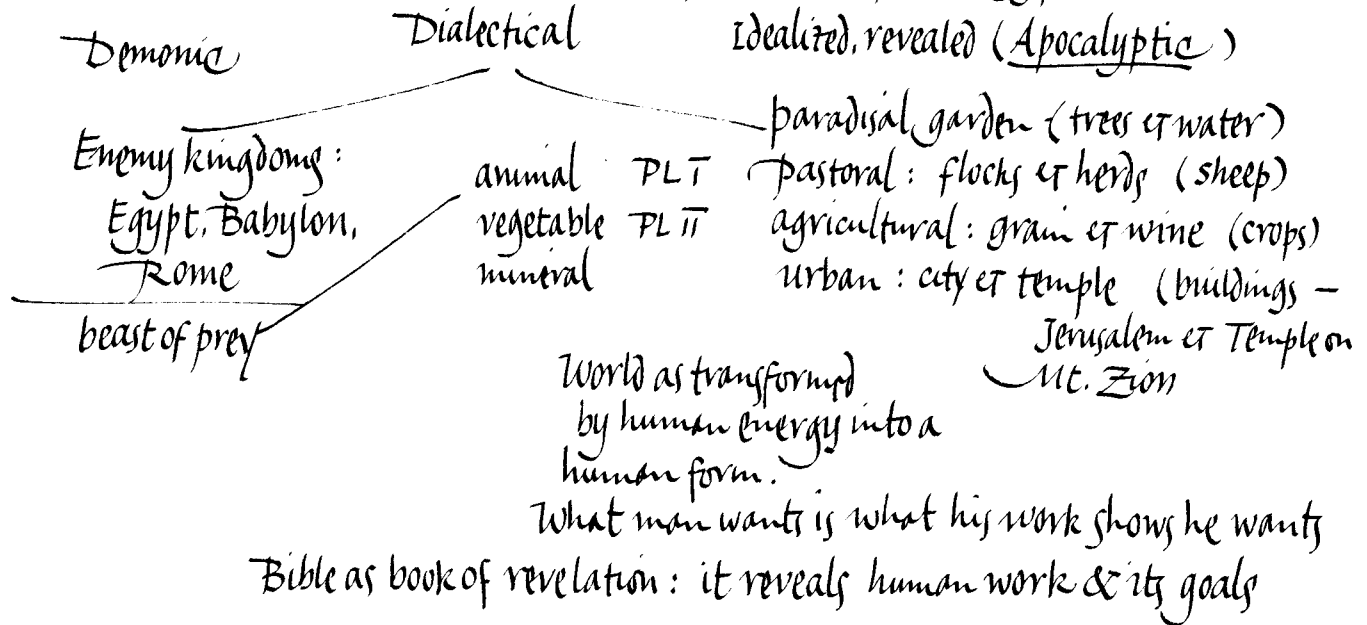 Demonic Dialectical Idealized, revealed (Apocalyptic)
paradisal garden (trees et water)
Enemy kingdoms: animal PL I pastoral: flocks et herds (sheep)
Egypt, Babylon, vegetable PL II agricultural: grain et wine (crops)
Rome mineral urban: city et temple (buildings –
beast of prey Jerusalem et Temple on
World as transformed Mt. Zion
by human energy into a
human form.
What man wants is what his work shows he wants
Bible as book of revelation: it reveals human work & its goals